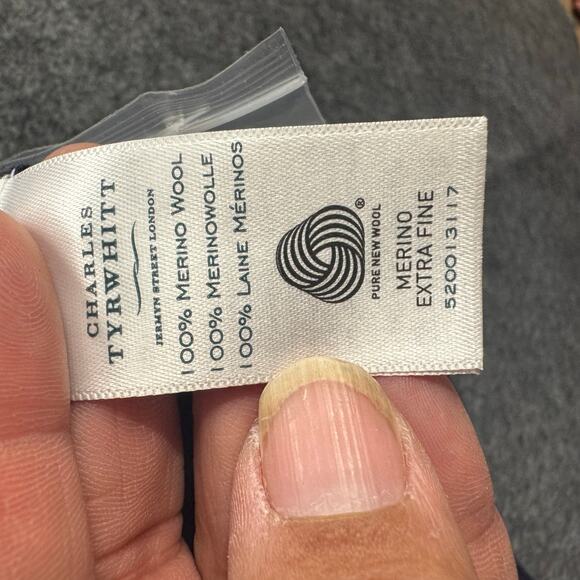 CHARLES
TYRWHITT
JERMYN STREET LONDON
100% MERINO WOOL
100% MERINOWOLLE
100% LAINE MÉRINOS
®
PURE NEW WOOL
MERINO
EXTRA FINE
520013117